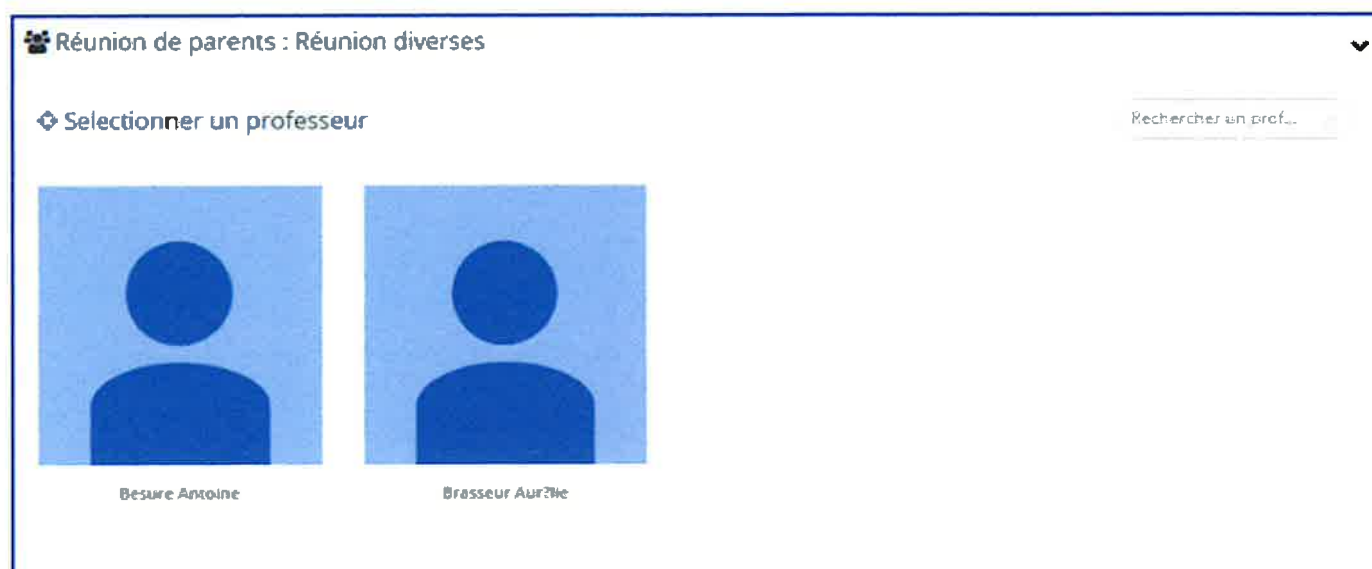 Réunion de parents : Réunion diverses
Selectionner un professeur
Rechercher un prof...
Besure Antoine
Brasseur Aur?lie